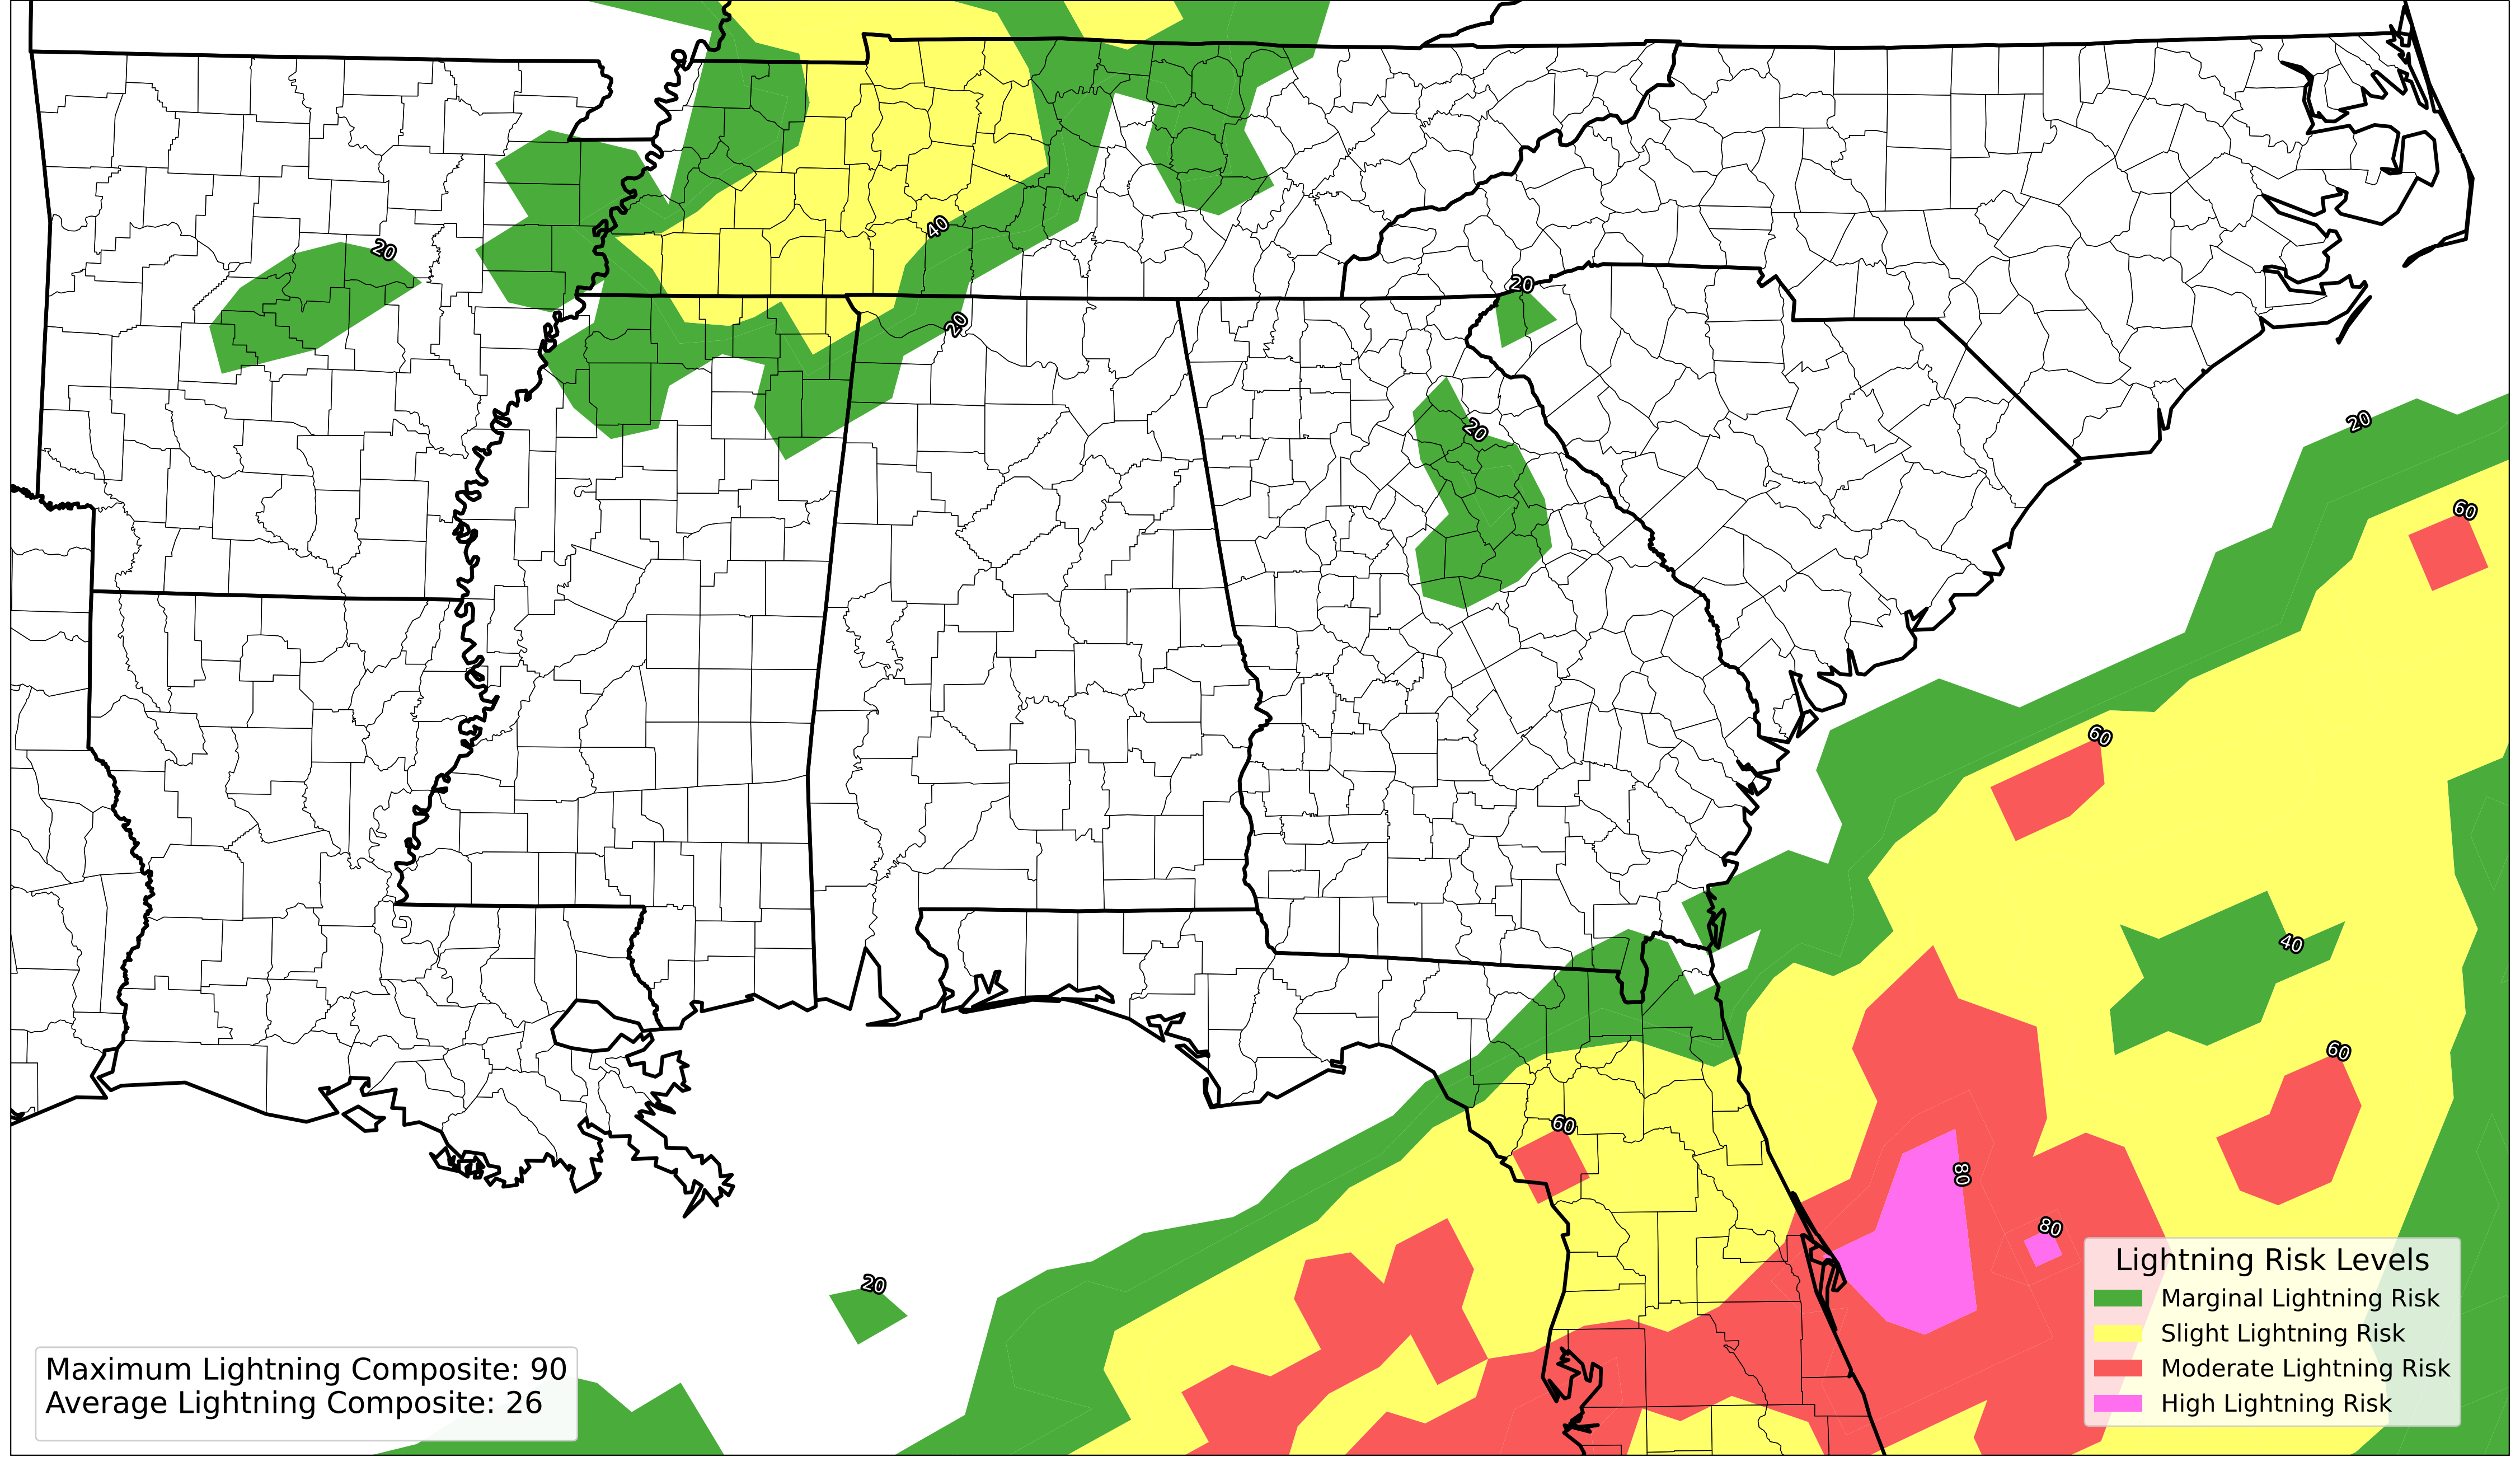 20
40
20
20
20
20
60
60
40
60
60
80
80
20
Lightning Risk Levels
Marginal Lightning Risk
Slight Lightning Risk
Moderate Lightning Risk
High Lightning Risk
Maximum Lightning Composite: 90
Average Lightning Composite: 26